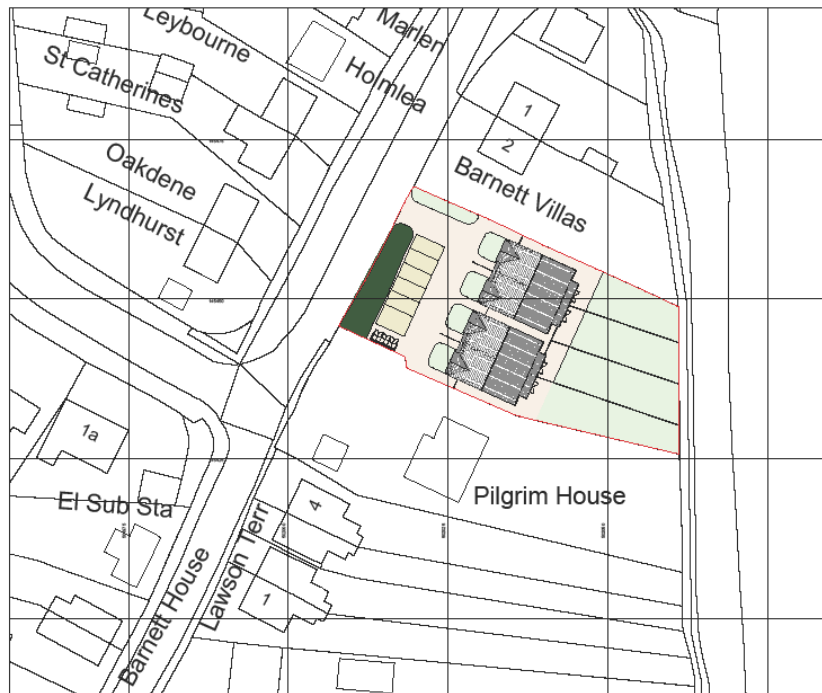 Leybourne
Marlen
St Catherines
Holmlea
1
2
Oakdene
Barnett Villas
Lyndhurst
1a
El Sub Sta
4
Pilgrim House
Lawson Terr
1
Barnett House